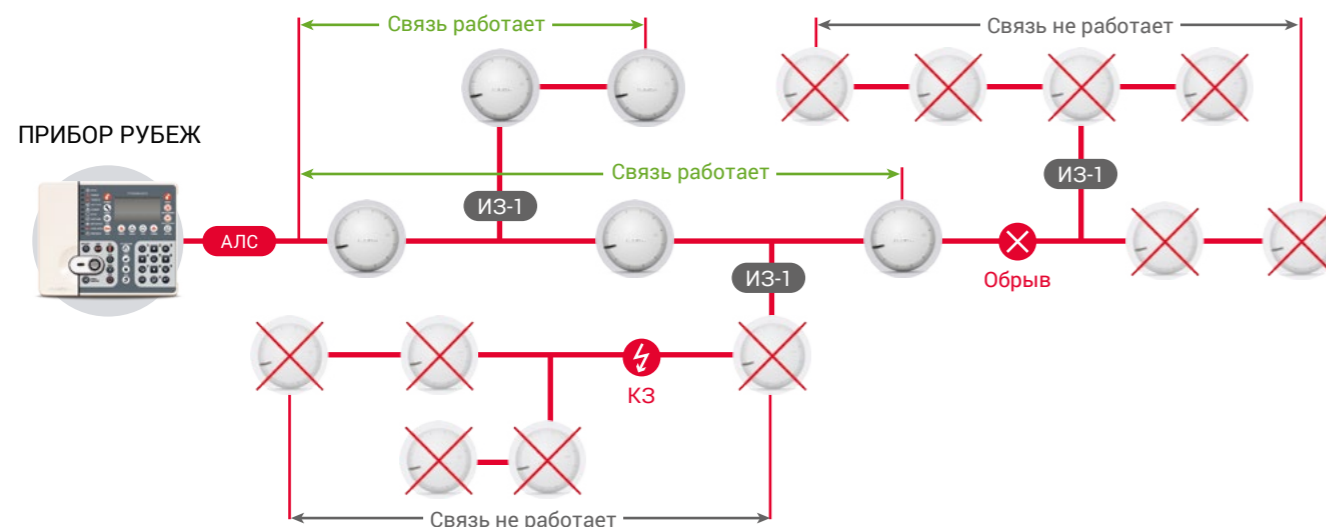 Связь работает
Связь не работает
ПРИБОР РУБЕЖ
Связь работает
ИЗ-1
ИЗ-1
АЛС
ИЗ-1
Обрыв
КЗ
Связь не работает